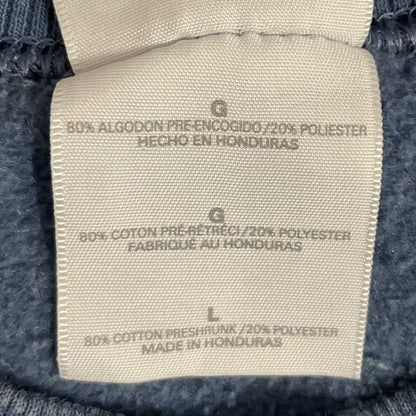 G
80% ALGODON PRE-ENCOGIDO/20% POLIESTER
HECHO EN HONDURAS
G
80% COTON PRÉ-RÉTRÉCI/20% POLYESTER
FABRIQUÉ AU HONDURAS
L
80% COTTON PRESHRUNK/20% POLYESTER
MADE IN HONDURAS